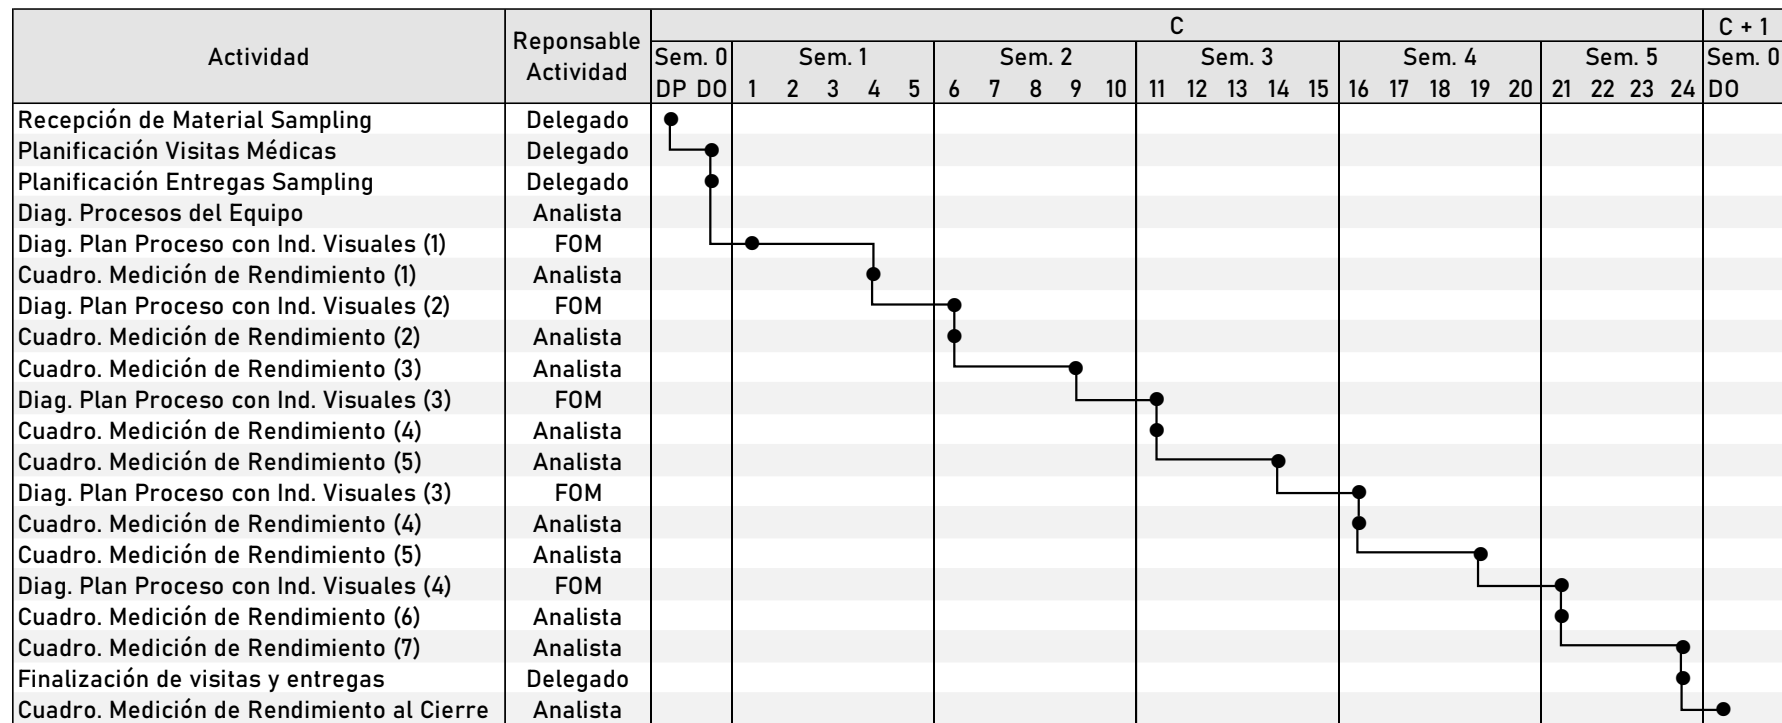 Actividad Reponsable Actividad C C + 1
Sem. 0 Sem. 1 Sem. 2 Sem. 3 Sem. 4 Sem. 5 Sem. 0
DP DO 1 2 3 4 5 6 7 8 9 10 11 12 13 14 15 16 17 18 19 20 21 22 23 24 DO
Recepción de Material Sampling Delegado
Planificación Visitas Médicas Delegado
Planificación Entregas Sampling Delegado
Diag. Procesos del Equipo Analista
Diag. Plan Proceso con Ind. Visuales (1) FOM
Cuadro. Medición de Rendimiento (1) Analista
Diag. Plan Proceso con Ind. Visuales (2) FOM
Cuadro. Medición de Rendimiento (2) Analista
Cuadro. Medición de Rendimiento (3) Analista
Diag. Plan Proceso con Ind. Visuales (3) FOM
Cuadro. Medición de Rendimiento (4) Analista
Cuadro. Medición de Rendimiento (5) Analista
Diag. Plan Proceso con Ind. Visuales (3) FOM
Cuadro. Medición de Rendimiento (4) Analista
Cuadro. Medición de Rendimiento (5) Analista
Diag. Plan Proceso con Ind. Visuales (4) FOM
Cuadro. Medición de Rendimiento (6) Analista
Cuadro. Medición de Rendimiento (7) Analista
Finalización de visitas y entregas Delegado
Cuadro. Medición de Rendimiento al Cierre Analista